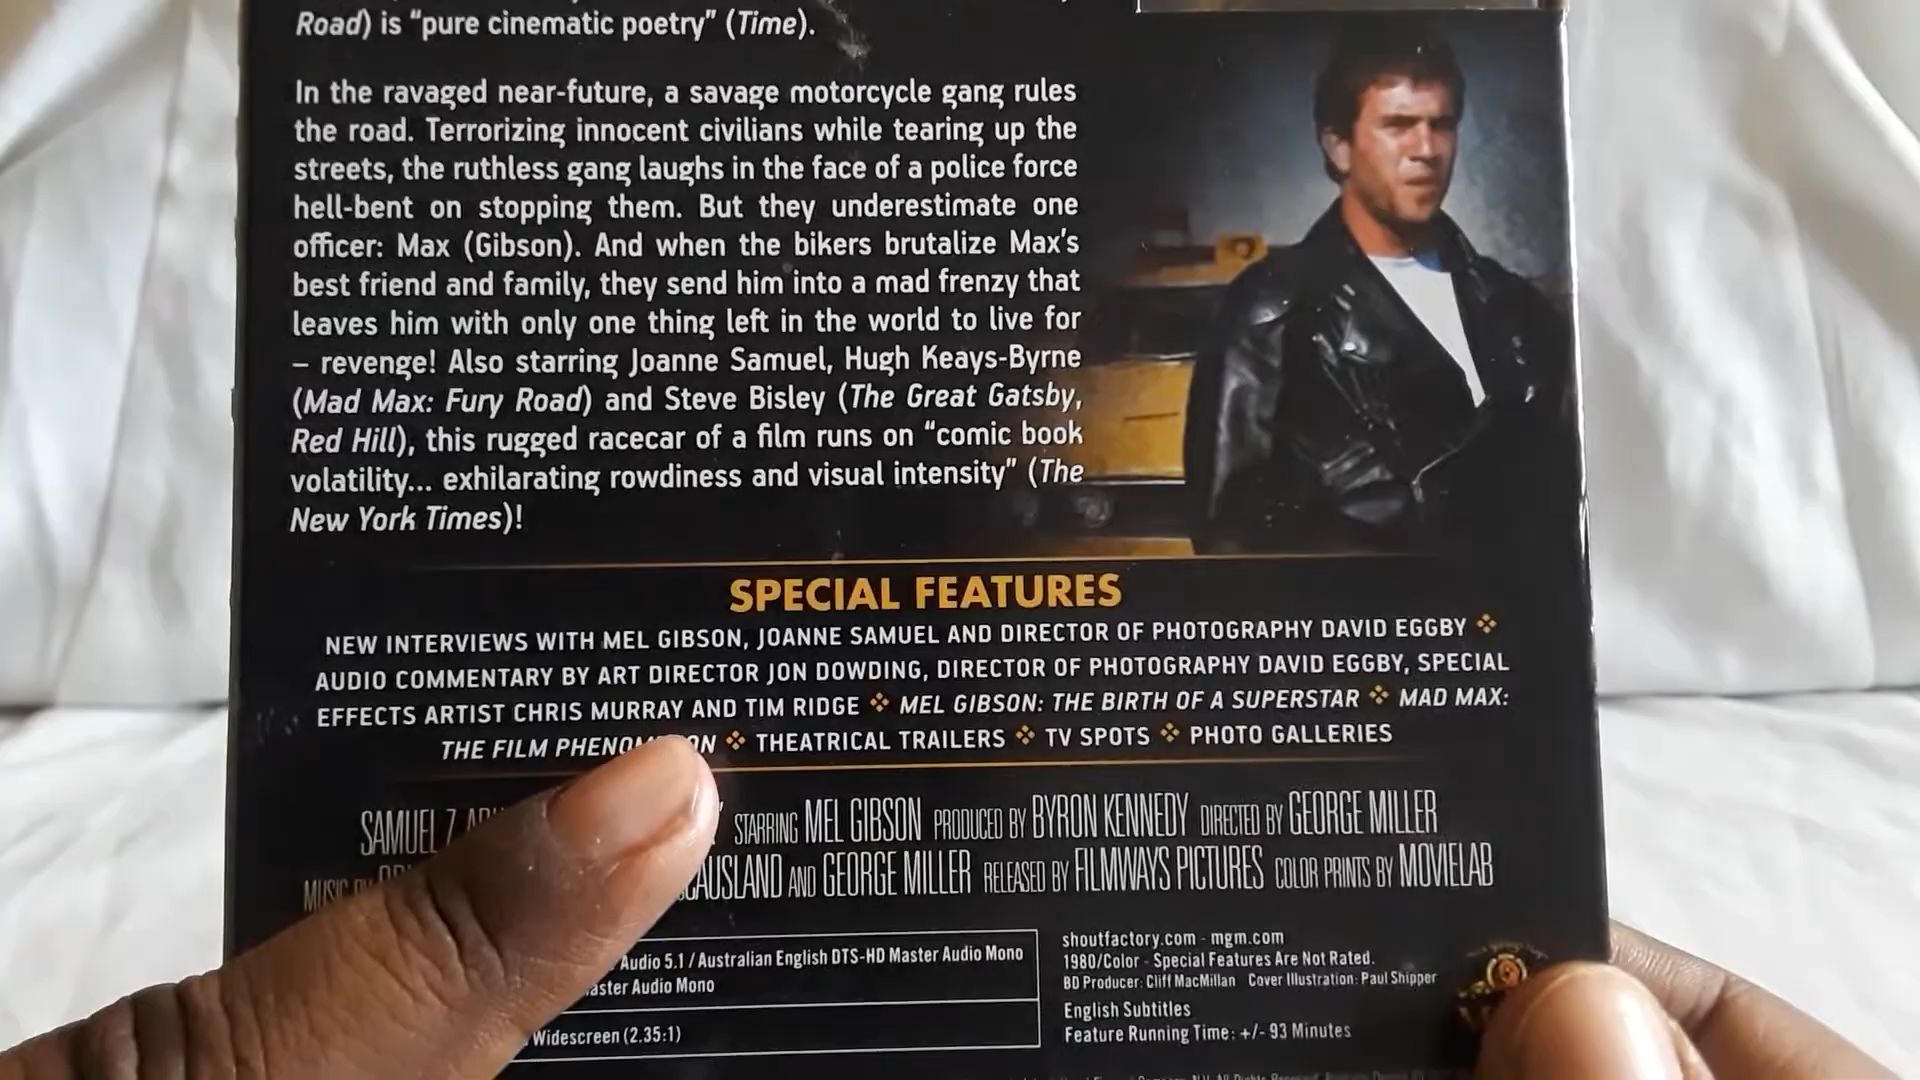 Road) is “pure cinematic poetry” (Time).
In the ravaged near-future, a savage motorcycle gang rules
the road. Terrorizing innocent civilians while tearing up the
streets, the ruthless gang laughs in the face of a police force
hell-bent on stopping them. But they underestimate one
officer: Max (Gibson). And when the bikers brutalize Max’s
best friend and family, they send him into a mad frenzy that
leaves him with only one thing left in the world to live for
– revenge! Also starring Joanne Samuel, Hugh Keays-Byrne
(Mad Max: Fury Road) and Steve Bisley (The Great Gatsby,
Red Hill), this rugged racecar of a film runs on “comic book
volatility... exhilarating rowdiness and visual intensity” (The
New York Times)!
SPECIAL FEATURES
NEW INTERVIEWS WITH MEL GIBSON, JOANNE SAMUEL AND DIRECTOR OF PHOTOGRAPHY DAVID EGGBY ❖
AUDIO COMMENTARY BY ART DIRECTOR JON DOWDING, DIRECTOR OF PHOTOGRAPHY DAVID EGGBY, SPECIAL
EFFECTS ARTIST CHRIS MURRAY AND TIM RIDGE ❖ MEL GIBSON: THE BIRTH OF A SUPERSTAR ❖ MAD MAX:
THE FILM PHENOMENON ❖ THEATRICAL TRAILERS ❖ TV SPOTS ❖ PHOTO GALLERIES
SAMUEL Z STARRING MEL GIBSON PRODUCED BY BYRON KENNEDY DIRECTED BY GEORGE MILLER
MUSIC BY AND GEORGE MILLER RELEASED BY FILMWAYS PICTURES COLOR PRINTS BY MOVIELAB
Audio 5.1 / Australian English DTS-HD Master Audio Mono
Audio Mono
Widescreen (2.35:1)
shoutfactory.com - mgm.com
1980/Color - Special Features Are Not Rated.
BD Producer: Cliff MacMillan Cover Illustration: Paul Shipper
English Subtitles
Feature Running Time: +/- 93 Minutes